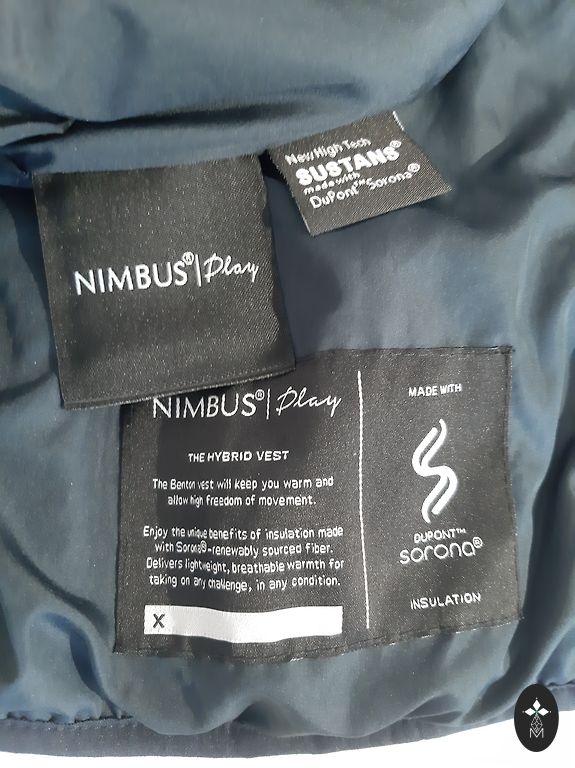 New High Tech
SUSTANS®
made with
DuPont™ Sorona®
NIMBUS®|Play
NIMBUS®|Play
THE HYBRID VEST
The Benton vest will keep you warm and
allow high freedom of movement.
Enjoy the unique benefits of insulation made
with Sorona®-renewably sourced fiber.
Delivers lightweight, breathable warmth for
taking on any challenge, in any condition.
X
MADE WITH
DUPONT™
sorona®
INSULATION
M